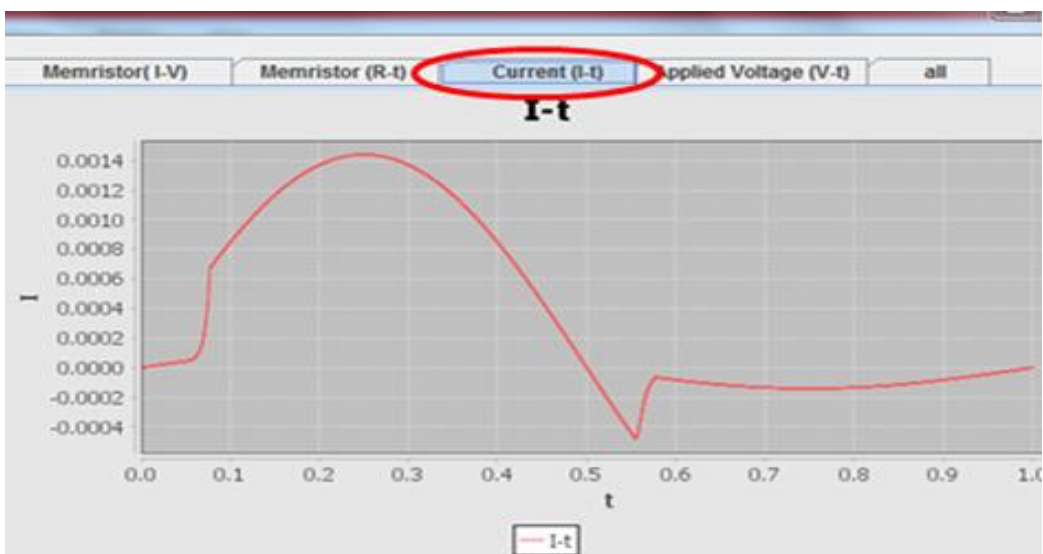 Memristor( I-V) Memristor (R-t) Current (I-t) Applied Voltage (V-t) all
I-t
0.0014
0.0012
0.0010
0.0008
0.0006
0.0004
0.0002
0.0000
-0.0002
-0.0004
I
0.0 0.1 0.2 0.3 0.4 0.5 0.6 0.7 0.8 0.9 1.0
t
I-t